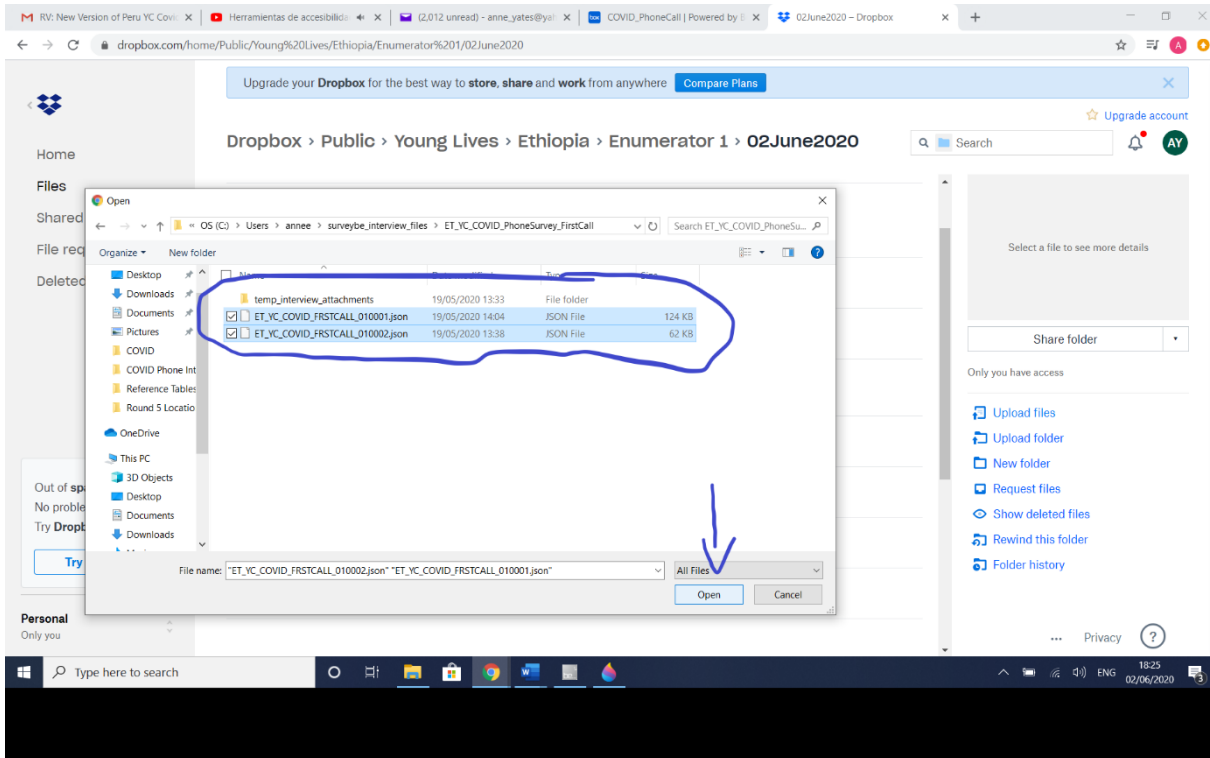 RV: New Version of Peru YC Covi
Herramientas de accesibilida
(2,012 unread) - anne_yates@ya
COVID_PhoneCall | Powered by B
02June2020 – Dropbox
dropbox.com/home/Public/Young%20Lives/Ethiopia/Enumerator%201/02June2020
A
Upgrade your Dropbox for the best way to store, share and work from anywhere Compare Plans
Upgrade account
Dropbox > Public > Young Lives > Ethiopia > Enumerator 1 > 02June2020
Search
AY
Home
Files
Shared
File req
Deleted
Open
« OS (C:) > Users > annee > surveybe_interview_files > ET_YC_COVID_PhoneSurvey_FirstCall
Search ET_YC_COVID_PhoneSu...
Organize
New folder
Desktop
Downloads
Documents
Pictures
COVID
COVID Phone Int
Reference Tables
Round 5 Locatio
OneDrive
This PC
3D Objects
Desktop
Documents
Downloads
temp_interview_attachments 19/05/2020 13:33 File folder
ET_YC_COVID_FRSTCALL_010001.json 19/05/2020 14:04 JSON File 124 KB
ET_YC_COVID_FRSTCALL_010002.json 19/05/2020 13:38 JSON File 62 KB
File name: "ET_YC_COVID_FRSTCALL_010002.json" "ET_YC_COVID_FRSTCALL_010001.json"
All Files
Open
Cancel
Select a file to see more details
Share folder
Only you have access
Upload files
Upload folder
New folder
Request files
Show deleted files
Rewind this folder
Folder history
Out of sp
No proble
Try Dropb
Try
Personal
Only you
... Privacy ?
Type here to search
ENG
18:25
02/06/2020
3